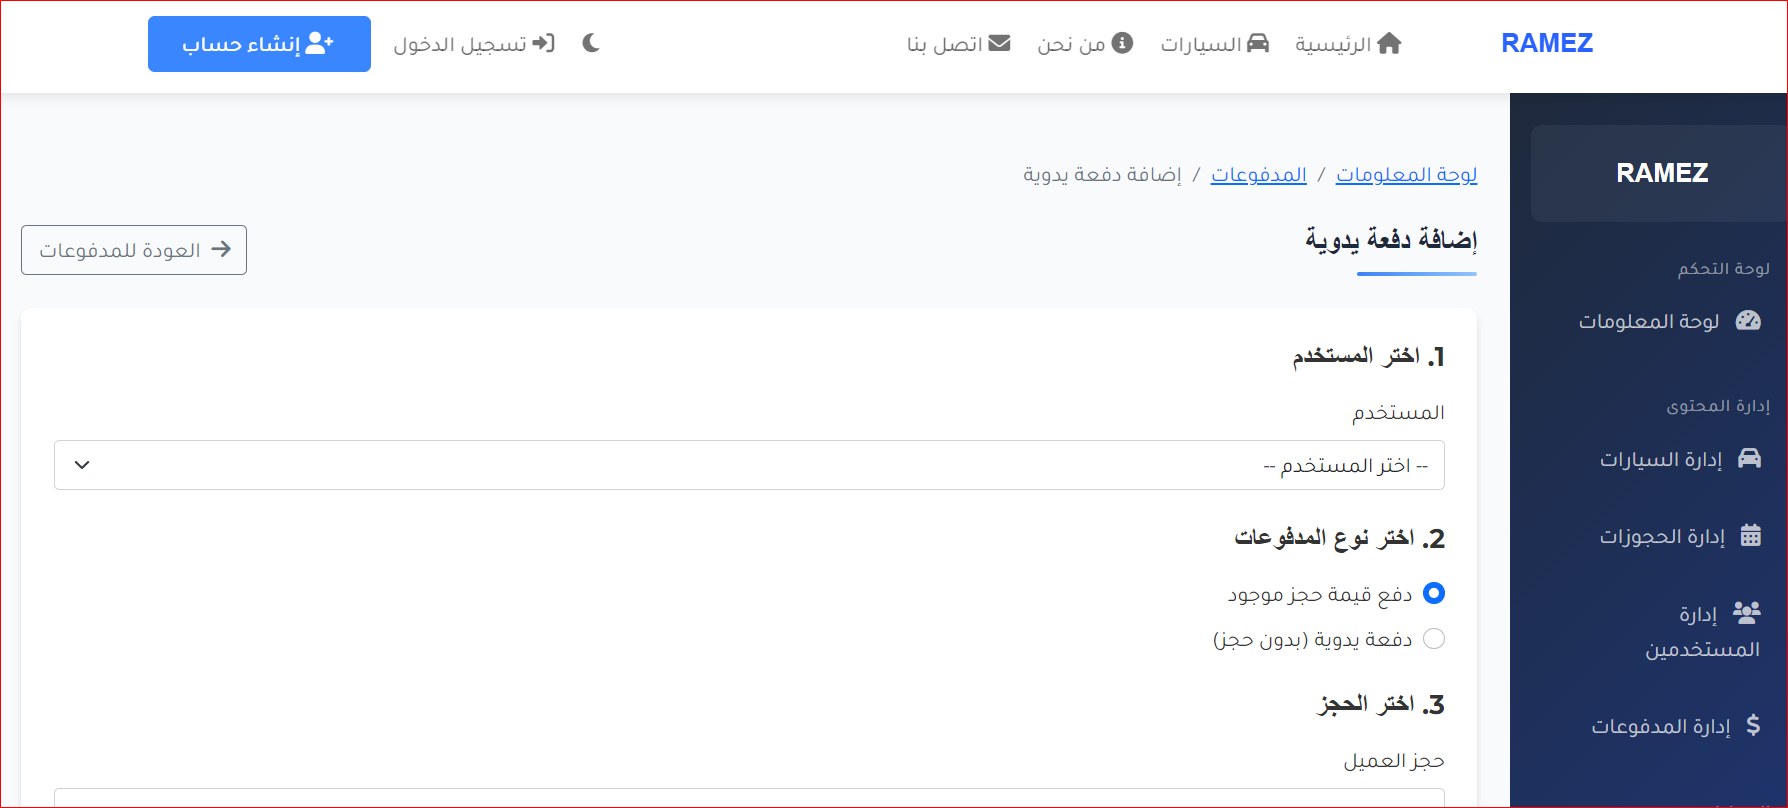 RAMEZ
الرئيسية
السيارات
من نحن
اتصل بنا
تسجيل الدخول
إنشاء حساب
RAMEZ
لوحة التحكم
لوحة المعلومات
إدارة المحتوى
إدارة السيارات
إدارة الحجوزات
إدارة
المستخدمين
إدارة المدفوعات
لوحة المعلومات / المدفوعات / إضافة دفعة يدوية
إضافة دفعة يدوية
العودة للمدفوعات
1. اختر المستخدم
المستخدم
-- اختر المستخدم --
2. اختر نوع المدفوعات
دفع قيمة حجز موجود
دفعة يدوية (بدون حجز)
3. اختر الحجز
حجز العميل